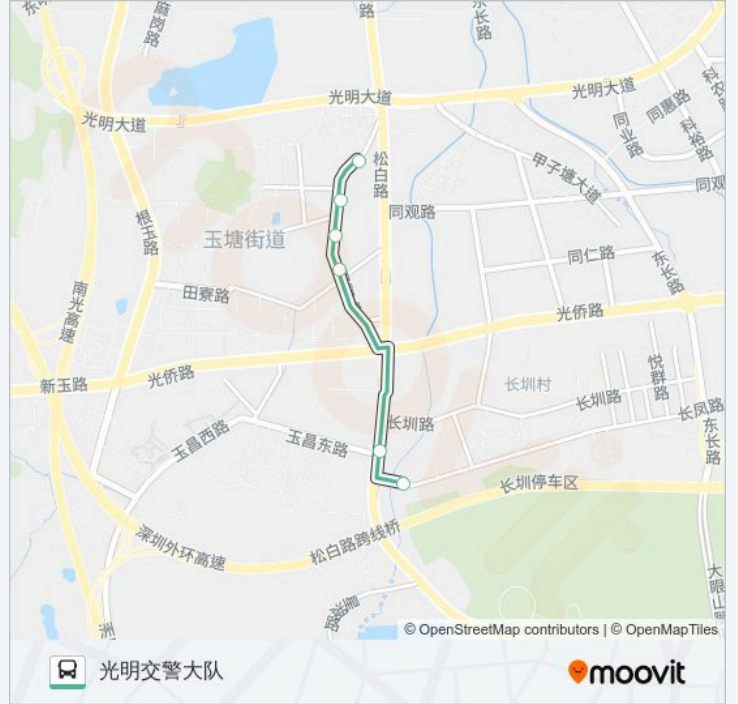 麻岗路
路
东长路
光明大道
光明大道
光明大道
科裕路
同惠路
同业路
松白路
甲子塘大道
同观路
同观
玉塘街道
根玉路
同仁路
东长路
田寮路
南光高速
光侨路
光侨路
新玉路
长圳村
悦群路
长圳路
长圳路
长凤路
东长路
玉昌西路
玉昌东路
长圳停车区
深圳外环高速
松白路跨线桥
大眼山
洲
© OpenStreetMap contributors | © OpenMapTiles
光明交警大队
moovit